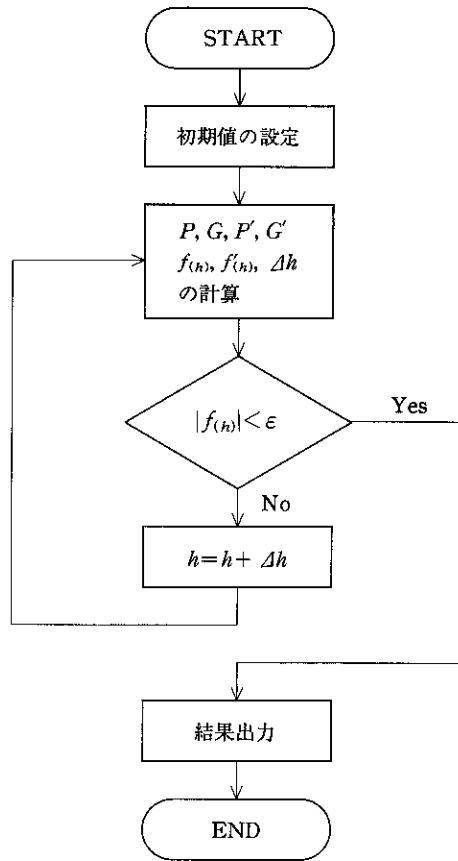 START
初期値の設定
P, G, P′, G′
f(h), f′(h), Δh
の計算
|f(h)|<ε
Yes
No
h=h+ Δh
結果出力
END